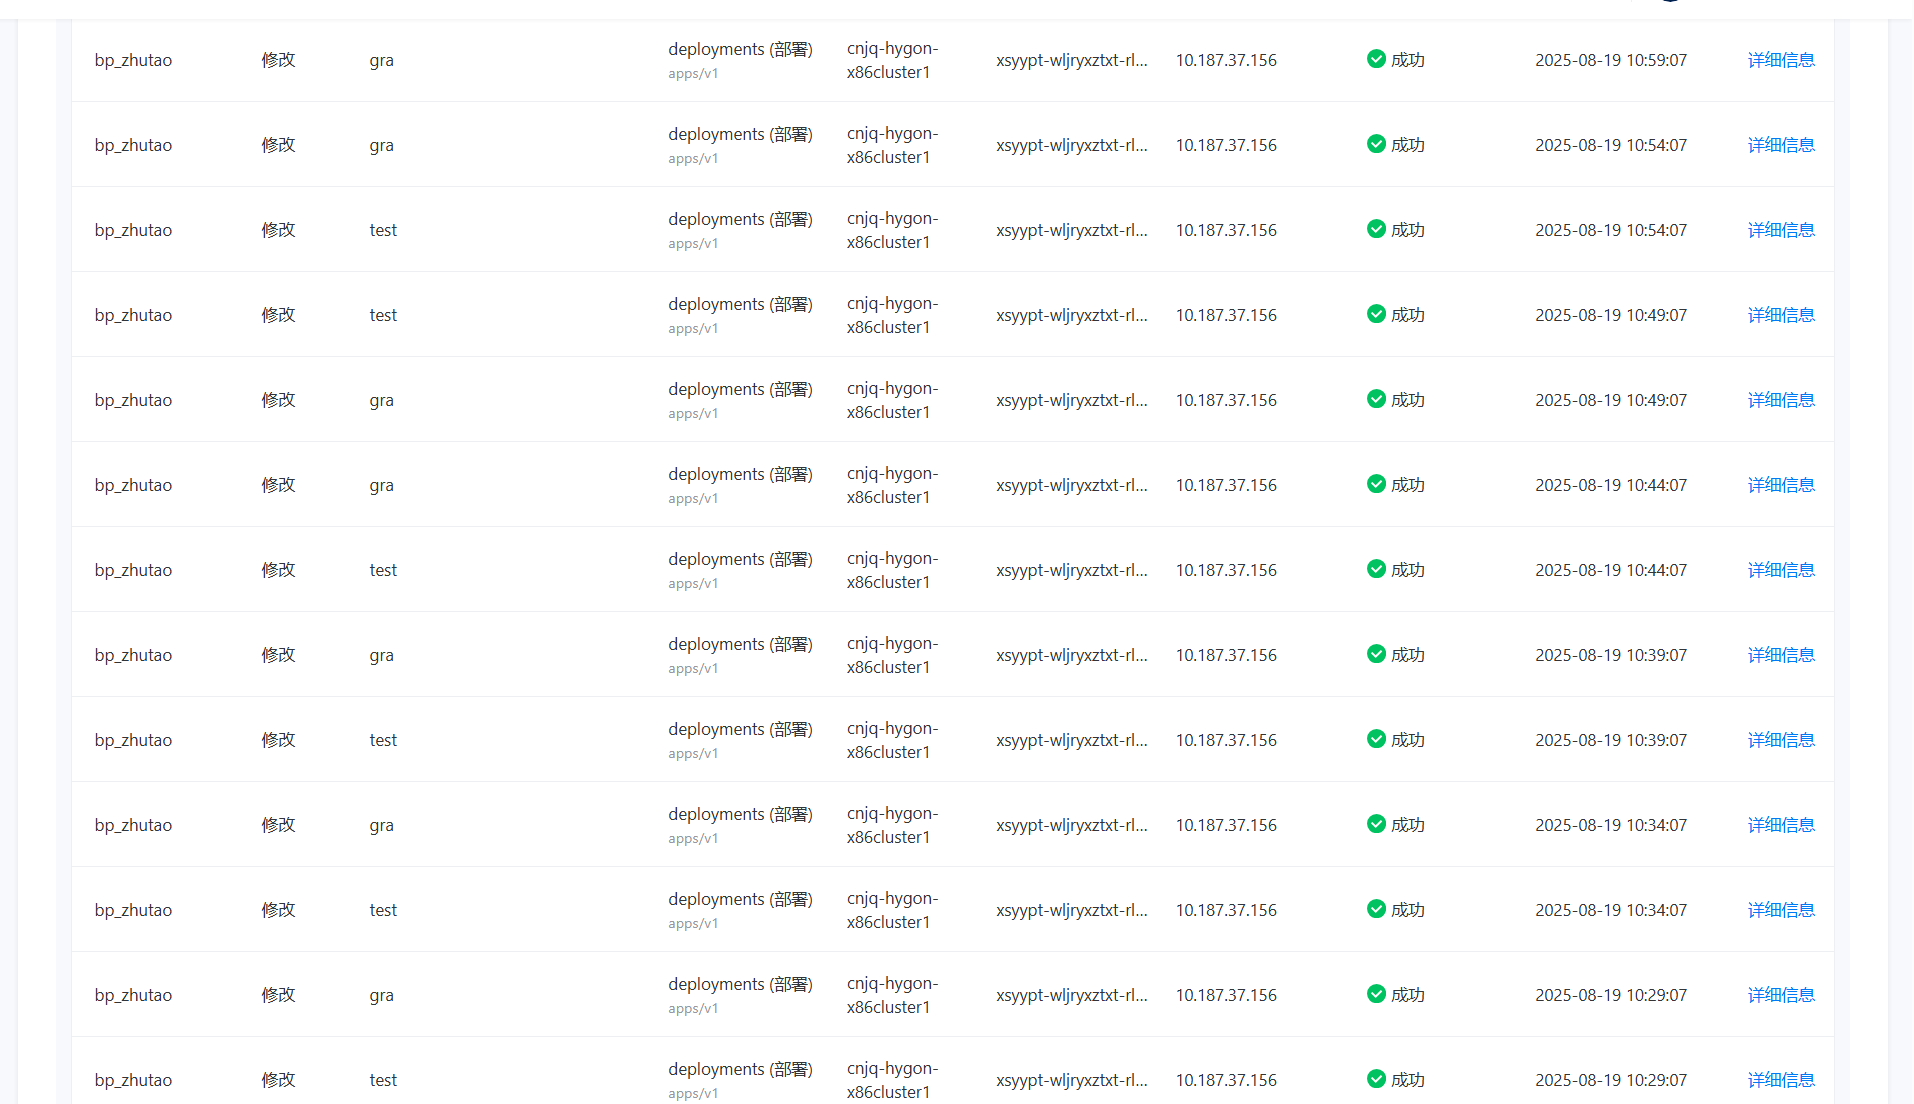 bp_zhutao 修改 gra deployments (部署) apps/v1 cnjq-hygon-x86cluster1 xsyypt-wljryxztxt-rl... 10.187.37.156 成功 2025-08-19 10:59:07 详细信息
bp_zhutao 修改 gra deployments (部署) apps/v1 cnjq-hygon-x86cluster1 xsyypt-wljryxztxt-rl... 10.187.37.156 成功 2025-08-19 10:54:07 详细信息
bp_zhutao 修改 test deployments (部署) apps/v1 cnjq-hygon-x86cluster1 xsyypt-wljryxztxt-rl... 10.187.37.156 成功 2025-08-19 10:54:07 详细信息
bp_zhutao 修改 test deployments (部署) apps/v1 cnjq-hygon-x86cluster1 xsyypt-wljryxztxt-rl... 10.187.37.156 成功 2025-08-19 10:49:07 详细信息
bp_zhutao 修改 gra deployments (部署) apps/v1 cnjq-hygon-x86cluster1 xsyypt-wljryxztxt-rl... 10.187.37.156 成功 2025-08-19 10:49:07 详细信息
bp_zhutao 修改 gra deployments (部署) apps/v1 cnjq-hygon-x86cluster1 xsyypt-wljryxztxt-rl... 10.187.37.156 成功 2025-08-19 10:44:07 详细信息
bp_zhutao 修改 test deployments (部署) apps/v1 cnjq-hygon-x86cluster1 xsyypt-wljryxztxt-rl... 10.187.37.156 成功 2025-08-19 10:44:07 详细信息
bp_zhutao 修改 gra deployments (部署) apps/v1 cnjq-hygon-x86cluster1 xsyypt-wljryxztxt-rl... 10.187.37.156 成功 2025-08-19 10:39:07 详细信息
bp_zhutao 修改 test deployments (部署) apps/v1 cnjq-hygon-x86cluster1 xsyypt-wljryxztxt-rl... 10.187.37.156 成功 2025-08-19 10:39:07 详细信息
bp_zhutao 修改 gra deployments (部署) apps/v1 cnjq-hygon-x86cluster1 xsyypt-wljryxztxt-rl... 10.187.37.156 成功 2025-08-19 10:34:07 详细信息
bp_zhutao 修改 test deployments (部署) apps/v1 cnjq-hygon-x86cluster1 xsyypt-wljryxztxt-rl... 10.187.37.156 成功 2025-08-19 10:34:07 详细信息
bp_zhutao 修改 gra deployments (部署) apps/v1 cnjq-hygon-x86cluster1 xsyypt-wljryxztxt-rl... 10.187.37.156 成功 2025-08-19 10:29:07 详细信息
bp_zhutao 修改 test deployments (部署) apps/v1 cnjq-hygon-x86cluster1 xsyypt-wljryxztxt-rl... 10.187.37.156 成功 2025-08-19 10:29:07 详细信息